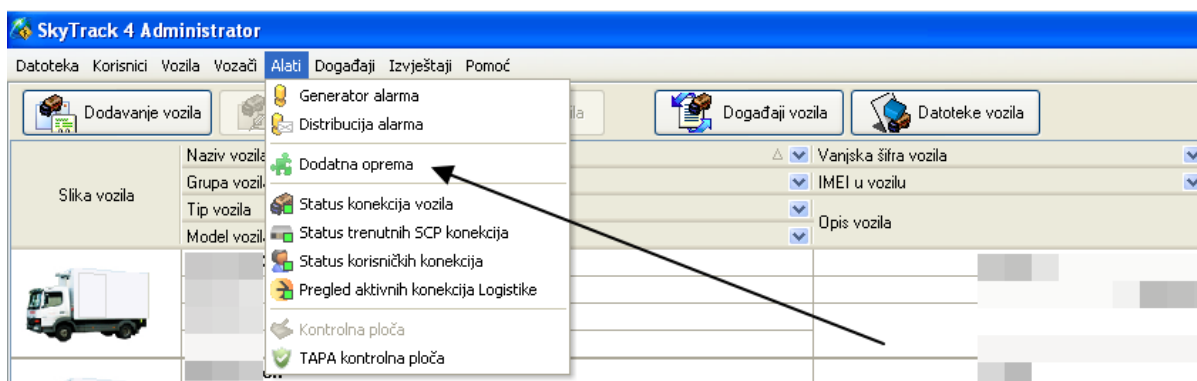 SkyTrack 4 Administrator
Datoteka Korisnici Vozila Vozači Alati Događaji Izvještaji Pomoć
Dodavanje vozila
Događaji vozila
Datoteke vozila
Generator alarma
Distribucija alarma
Dodatna oprema
Status konekcija vozila
Status trenutnih SCP konekcija
Status korisničkih konekcija
Pregled aktivnih konekcija Logistike
Kontrolna ploča
TAPA kontrolna ploča
Slika vozila
Naziv vozila
Grupa
Tip vozila
Model
Vanjska šifra vozila
IMEI u vozilu
Opis vozila